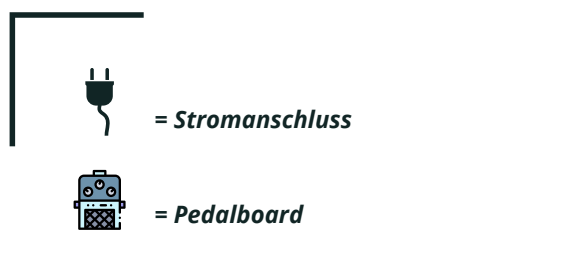 = Stromanschluss
= Pedalboard